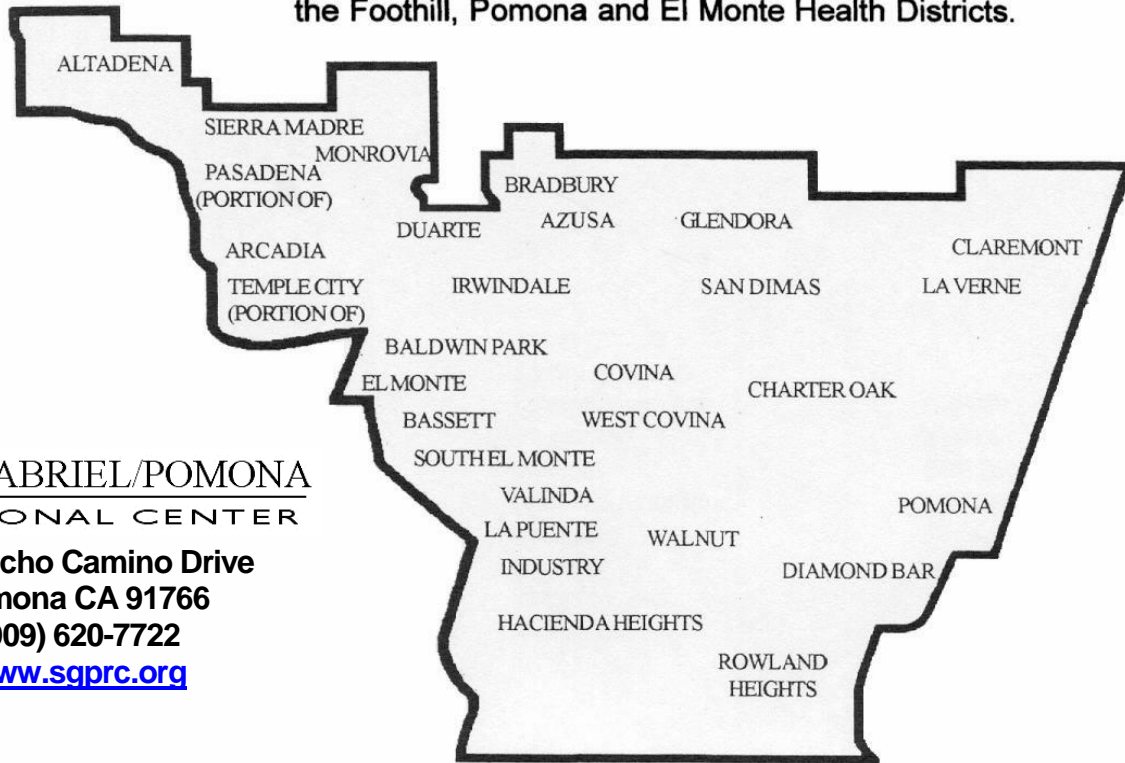 the Foothill, Pomona and El Monte Health Districts.
ALTADENA
SIERRA MADRE
MONROVIA
PASADENA
(PORTION OF)
BRADBURY
DUARTE
AZUSA
GLENDORA
ARCADIA
CLAREMONT
TEMPLE CITY
(PORTION OF)
IRWINDALE
SAN DIMAS
LA VERNE
BALDWIN PARK
COVINA
EL MONTE
CHARTER OAK
BASSETT
WEST COVINA
SOUTH EL MONTE
VALINDA
POMONA
LA PUENTE
WALNUT
INDUSTRY
DIAMOND BAR
HACIENDA HEIGHTS
ROWLAND
HEIGHTS
ABRIEL/POMONA
ONAL CENTER
cho Camino Drive
mona CA 91766
09) 620-7722
ww.sgprc.org